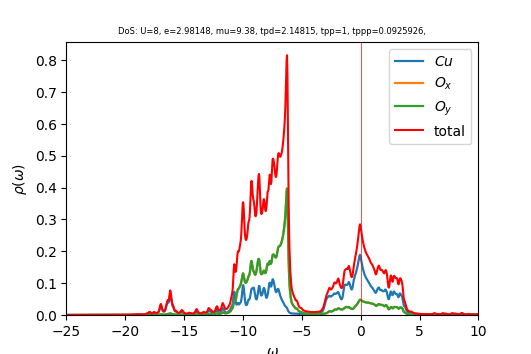 DoS: U=8, e=2.98148, mu=9.38, tpd=2.14815, tpp=1, tppp=0.0925926,
0.8
0.7
0.6
0.5
0.4
0.3
0.2
0.1
0.0
ρ(ω)
Cu
Oₓ
Oᵧ
total
−25 −20 −15 −10 −5 0 5 10
ω